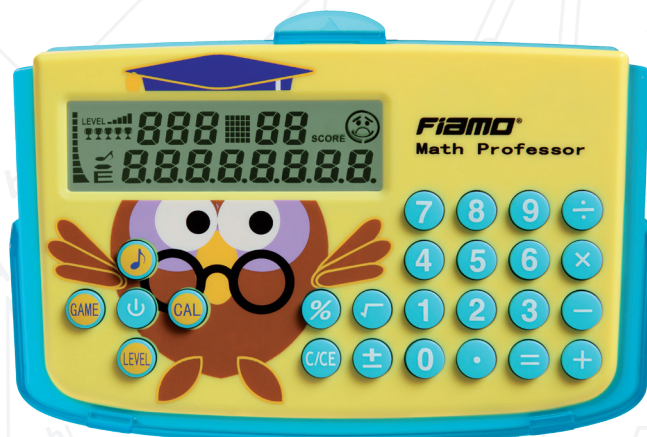 LEVEL
888 88 SCORE
E 8.8.8.8.8.8.8.8.
FiamO®
Math Professor
7 8 9 ÷
4 5 6 ×
GAME CAL % √ 1 2 3 −
LEVEL C/CE ± 0 · = +